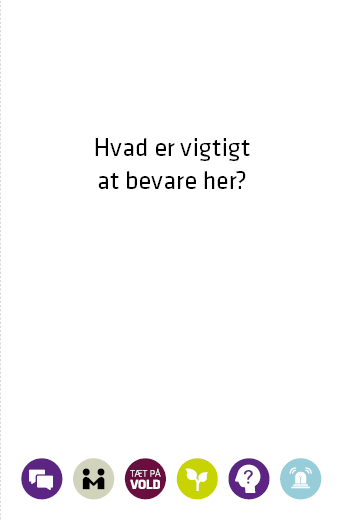 Hvad er vigtigt
at bevare her?
TÆT PÅ
VOLD
?